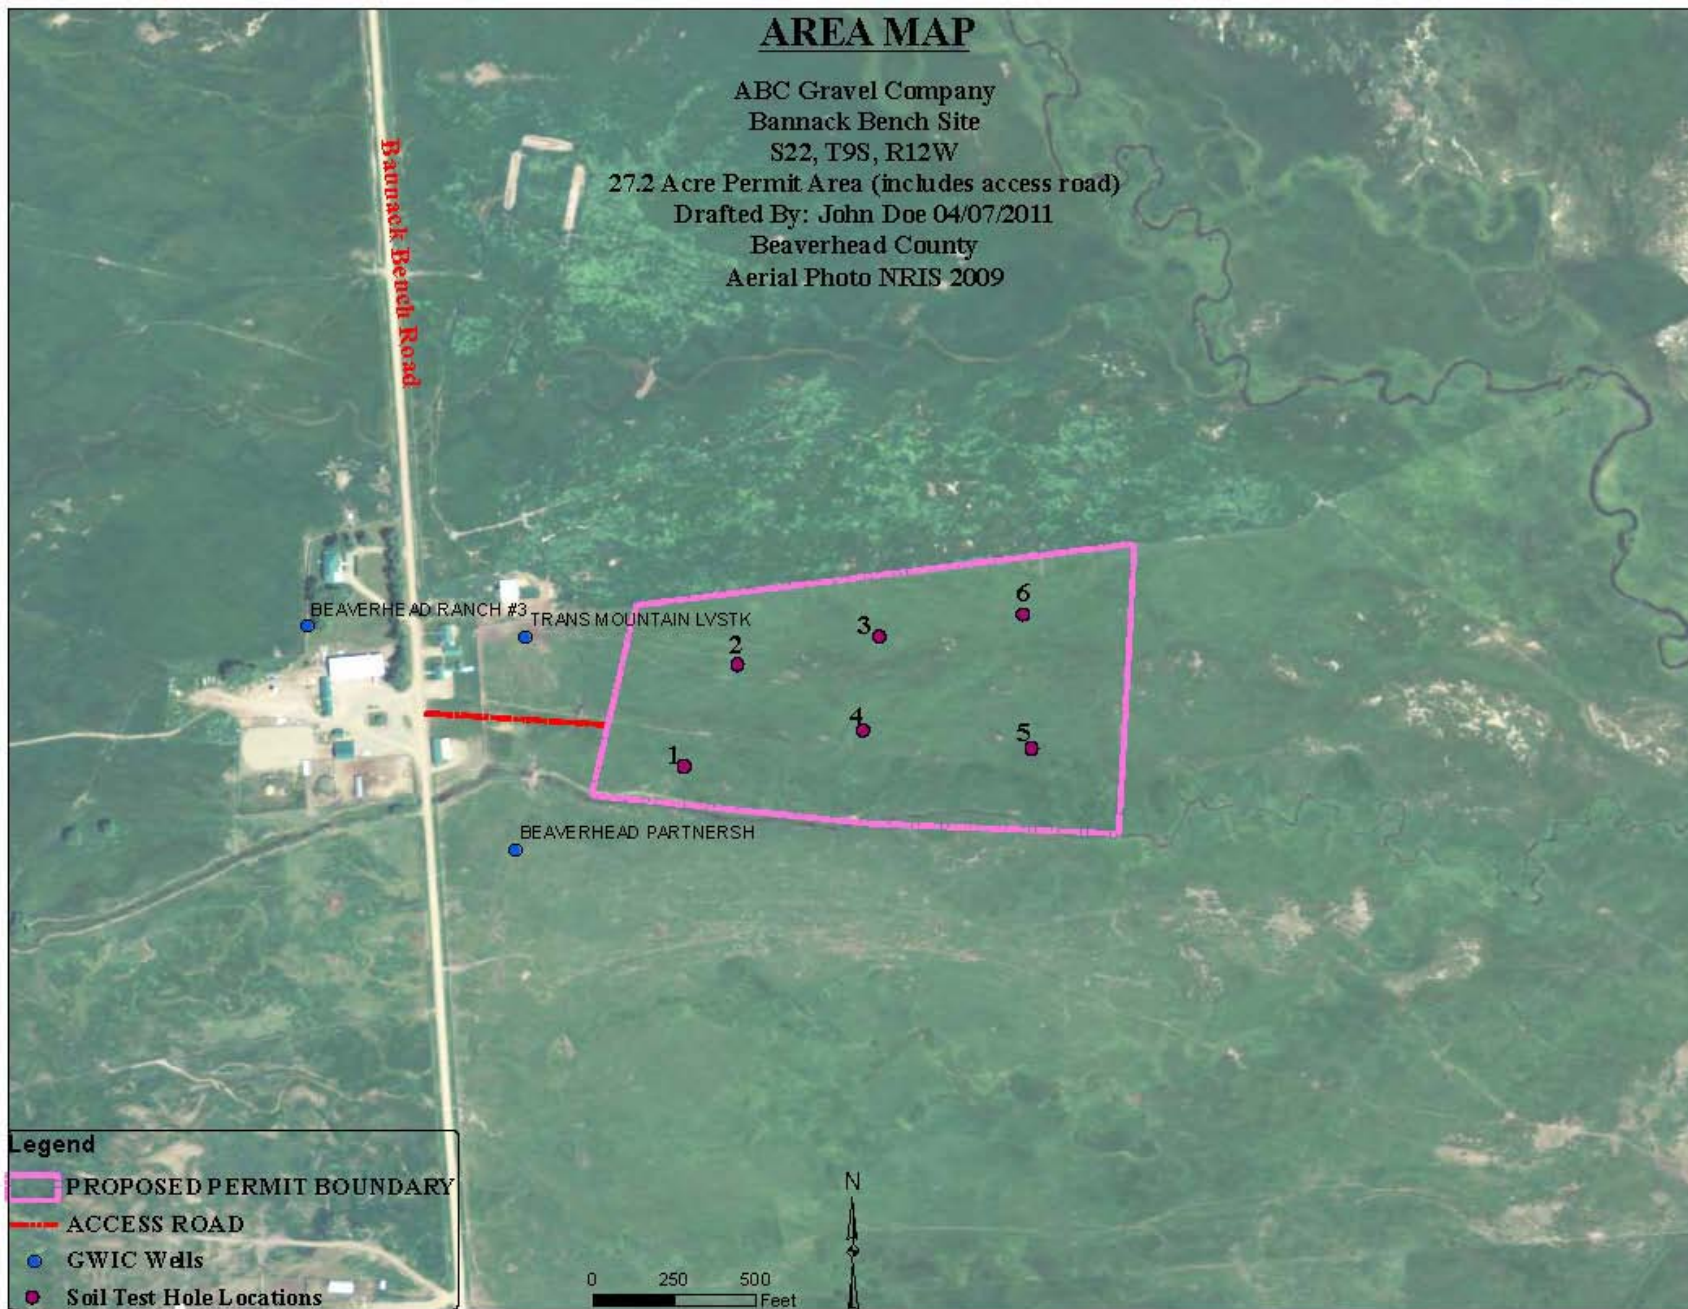 AREA MAP
ABC Gravel Company
Bannack Bench Site
S22, T9S, R12W
27.2 Acre Permit Area (includes access road)
Drafted By: John Doe 04/07/2011
Beaverhead County
Aerial Photo NRIS 2009
Bannack Bench Road
BEAVERHEAD RANCH #3
TRANS MOUNTAIN LVSTK
6
3
2
4
5
1
BEAVERHEAD PARTNERSH
Legend
PROPOSED PERMIT BOUNDARY
ACCESS ROAD
GWIC Wells
Soil Test Hole Locations
N
0 250 500
Feet